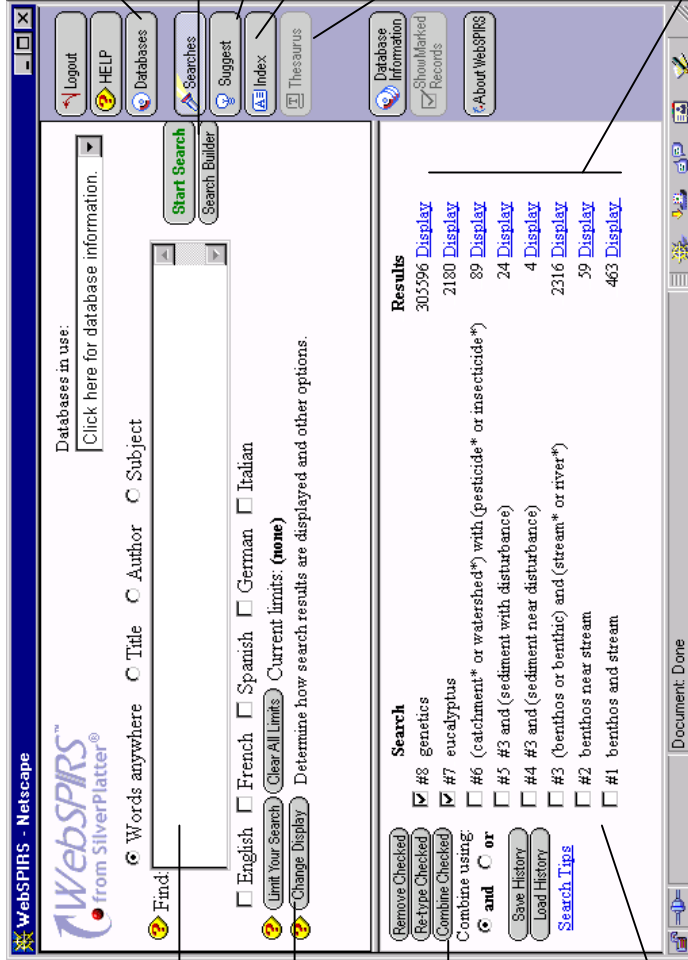 WebSPIRS - Netscape
WebSPIRS™
from SilverPlatter®
Databases in use:
Click here for database information.
Words anywhere Title Author Subject
Find:
Start Search
Search Builder
English French Spanish German Italian
Limit Your Search Clear All Limits Current limits: (none)
Change Display Determine how search results are displayed and other options.
Logout
HELP
Databases
Searches
Suggest
Index
Thesaurus
Database
Information
ShowMarked
Records
About WebSPIRS
Remove Checked
Re-type Checked
Combine Checked
Combine using:
and or
Save History
Load History
Search Tips
Search Results
#8 genetics 305596 Display
#7 eucalyptus 2180 Display
#6 (catchment* or watershed*) with (pesticide* or insecticide*) 89 Display
#5 #3 and (sediment with disturbance) 24 Display
#4 #3 and (sediment near disturbance) 4 Display
#3 (benthos or benthic) and (stream* or river*) 2316 Display
#2 benthos near stream 59 Display
#1 benthos and stream 463 Display
Document: Done